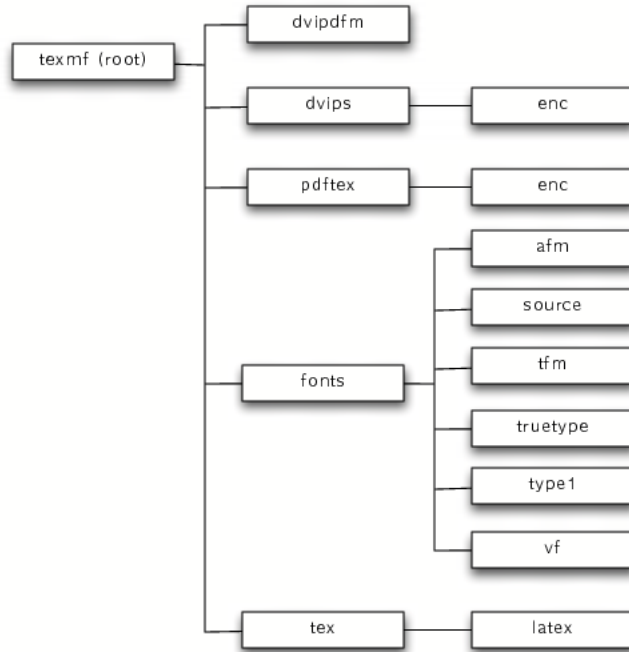 dvipdfm
texmf (root)
dvips
enc
pdftex
enc
afm
source
tfm
fonts
truetype
type1
vf
tex
latex